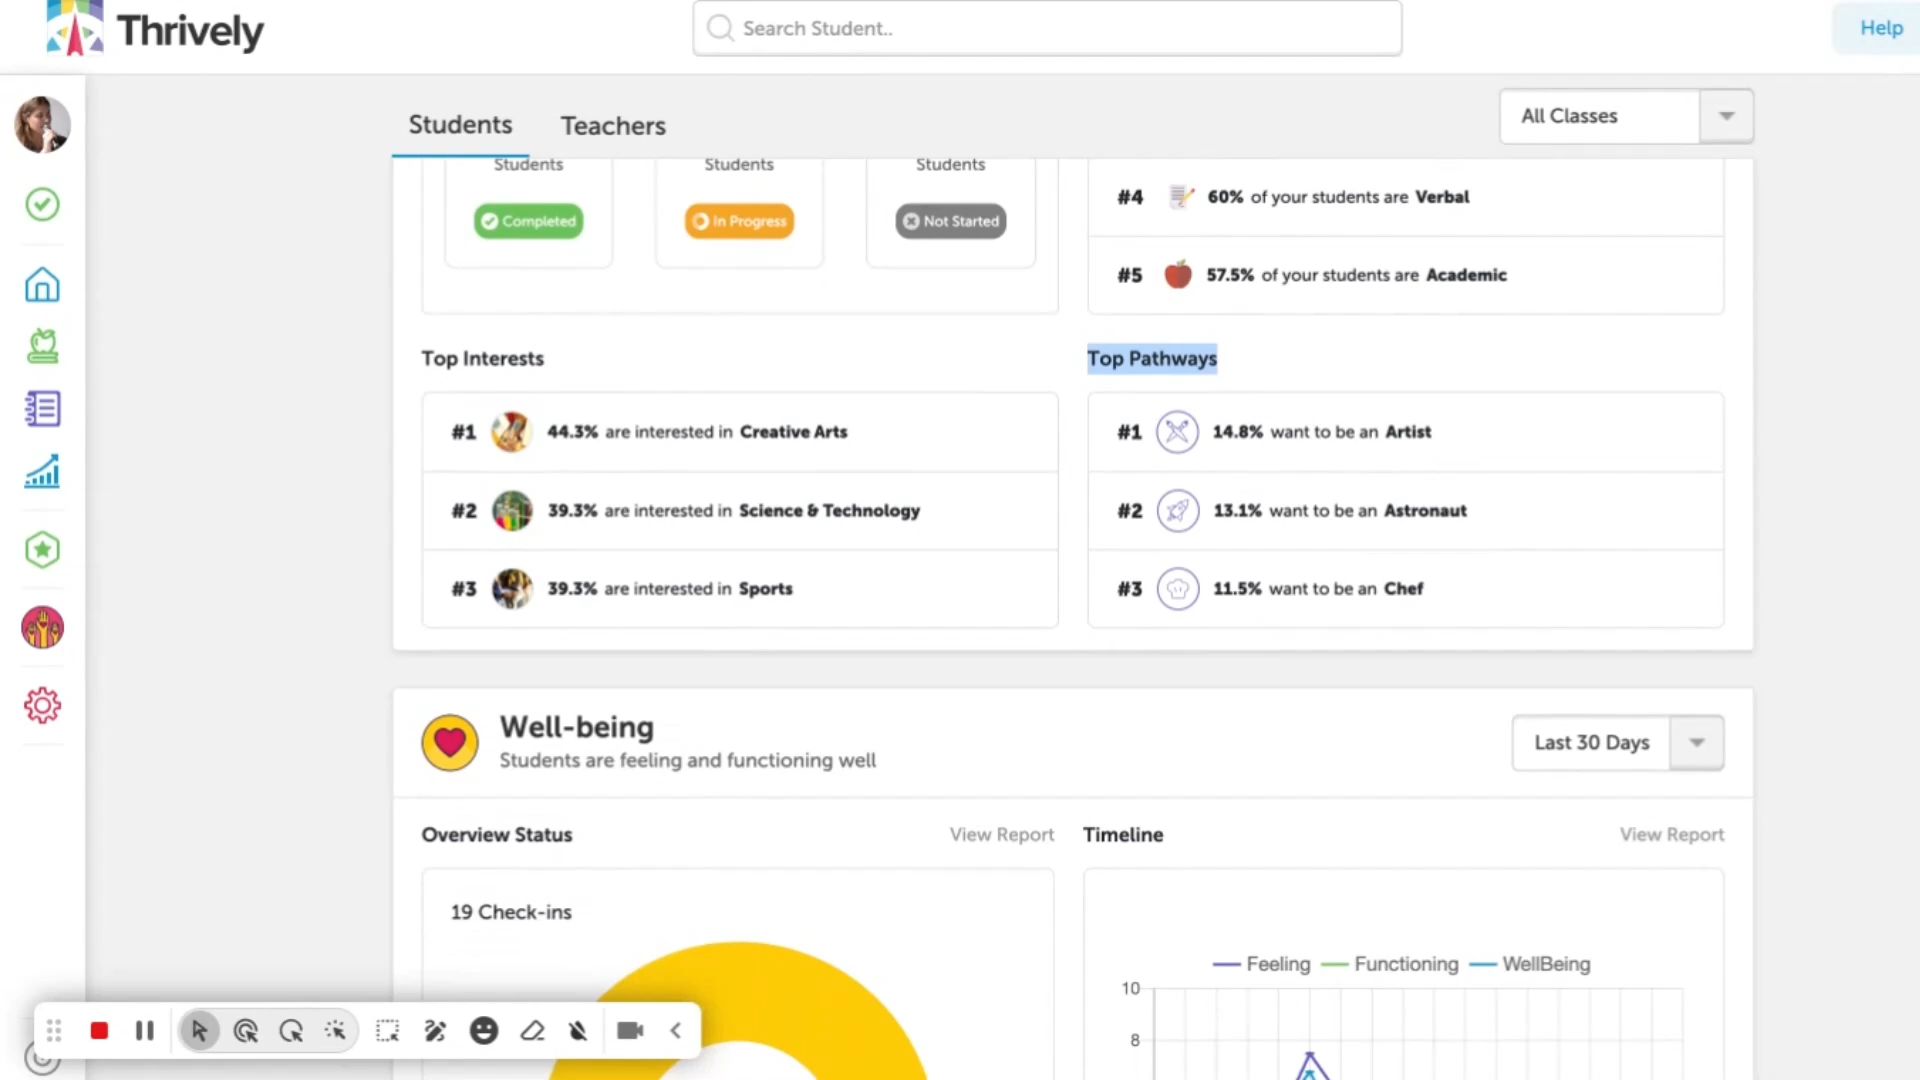 Thrively
Search Student..
Help
Students
Teachers
All Classes
Students
Students
Students
Completed
In Progress
Not Started
#4 60% of your students are Verbal
#5 57.5% of your students are Academic
Top Interests
#1 44.3% are interested in Creative Arts
#2 39.3% are interested in Science & Technology
#3 39.3% are interested in Sports
Top Pathways
#1 14.8% want to be an Artist
#2 13.1% want to be an Astronaut
#3 11.5% want to be an Chef
Well-being
Students are feeling and functioning well
Last 30 Days
Overview Status
View Report
19 Check-ins
Timeline
View Report
Feeling Functioning WellBeing
10
8